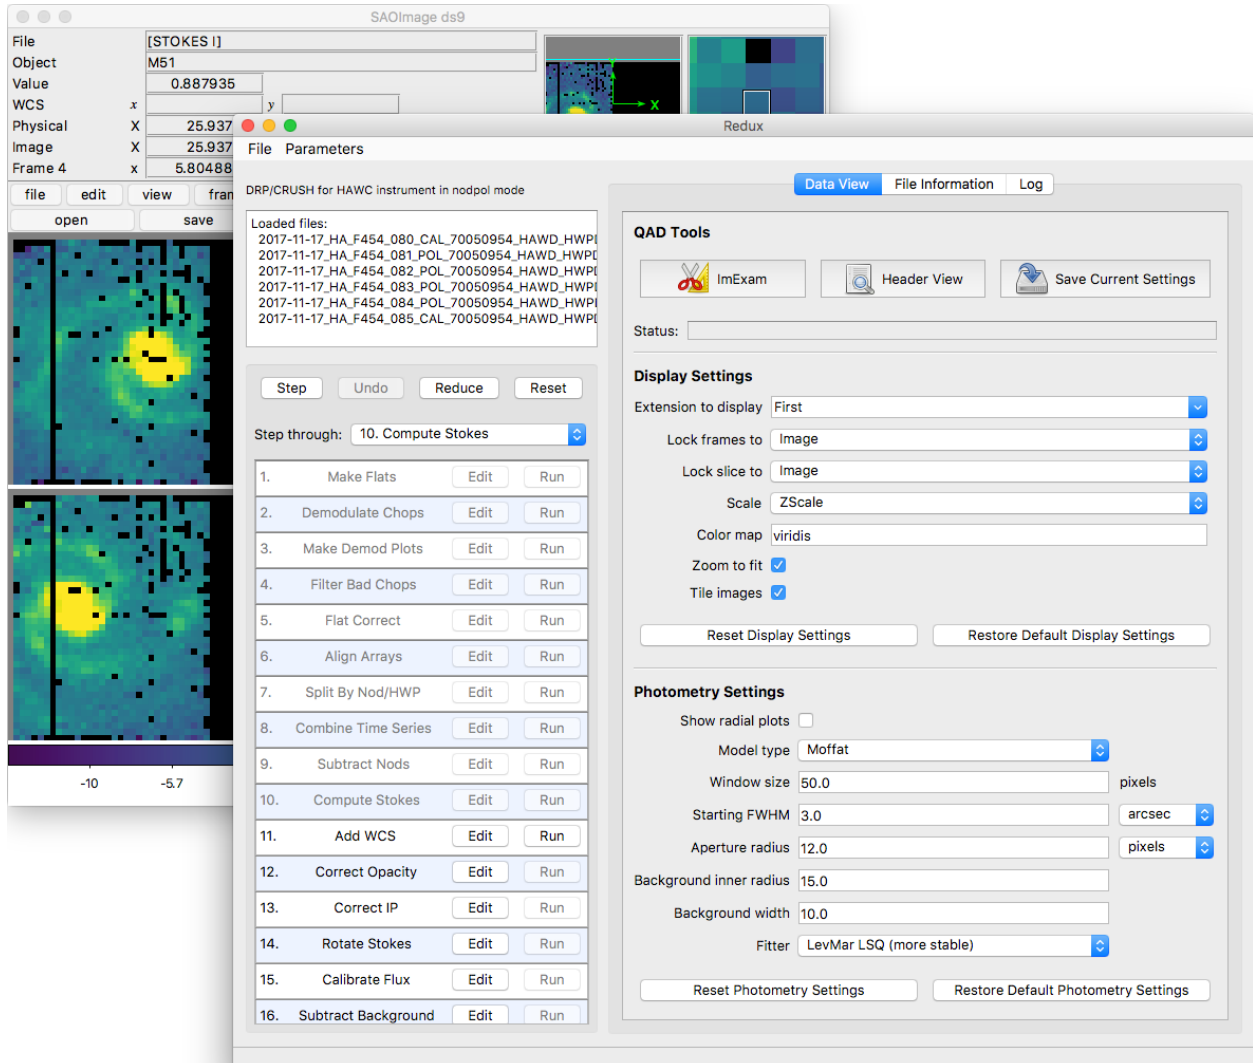 SAOImage ds9
File [STOKES I]
Object M51
Value 0.887935
WCS x y
Physical X 25.937
Image X 25.937
Frame 4 x 5.80488
file edit view fran
open save
X
-10 -5.7
Redux
File Parameters
DRP/CRUSH for HAWC instrument in nodpol mode
Loaded files:
2017-11-17_HA_F454_080_CAL_70050954_HAWD_HWPD
2017-11-17_HA_F454_081_POL_70050954_HAWD_HWPD
2017-11-17_HA_F454_082_POL_70050954_HAWD_HWPD
2017-11-17_HA_F454_083_POL_70050954_HAWD_HWPD
2017-11-17_HA_F454_084_POL_70050954_HAWD_HWPD
2017-11-17_HA_F454_085_CAL_70050954_HAWD_HWPD
Step Undo Reduce Reset
Step through: 10. Compute Stokes
1. Make Flats Edit Run
2. Demodulate Chops Edit Run
3. Make Demod Plots Edit Run
4. Filter Bad Chops Edit Run
5. Flat Correct Edit Run
6. Align Arrays Edit Run
7. Split By Nod/HWP Edit Run
8. Combine Time Series Edit Run
9. Subtract Nods Edit Run
10. Compute Stokes Edit Run
11. Add WCS Edit Run
12. Correct Opacity Edit Run
13. Correct IP Edit Run
14. Rotate Stokes Edit Run
15. Calibrate Flux Edit Run
16. Subtract Background Edit Run
Data View File Information Log
QAD Tools
ImExam Header View Save Current Settings
Status:
Display Settings
Extension to display First
Lock frames to Image
Lock slice to Image
Scale ZScale
Color map viridis
Zoom to fit
Tile images
Reset Display Settings Restore Default Display Settings
Photometry Settings
Show radial plots
Model type Moffat
Window size 50.0 pixels
Starting FWHM 3.0 arcsec
Aperture radius 12.0 pixels
Background inner radius 15.0
Background width 10.0
Fitter LevMar LSQ (more stable)
Reset Photometry Settings Restore Default Photometry Settings